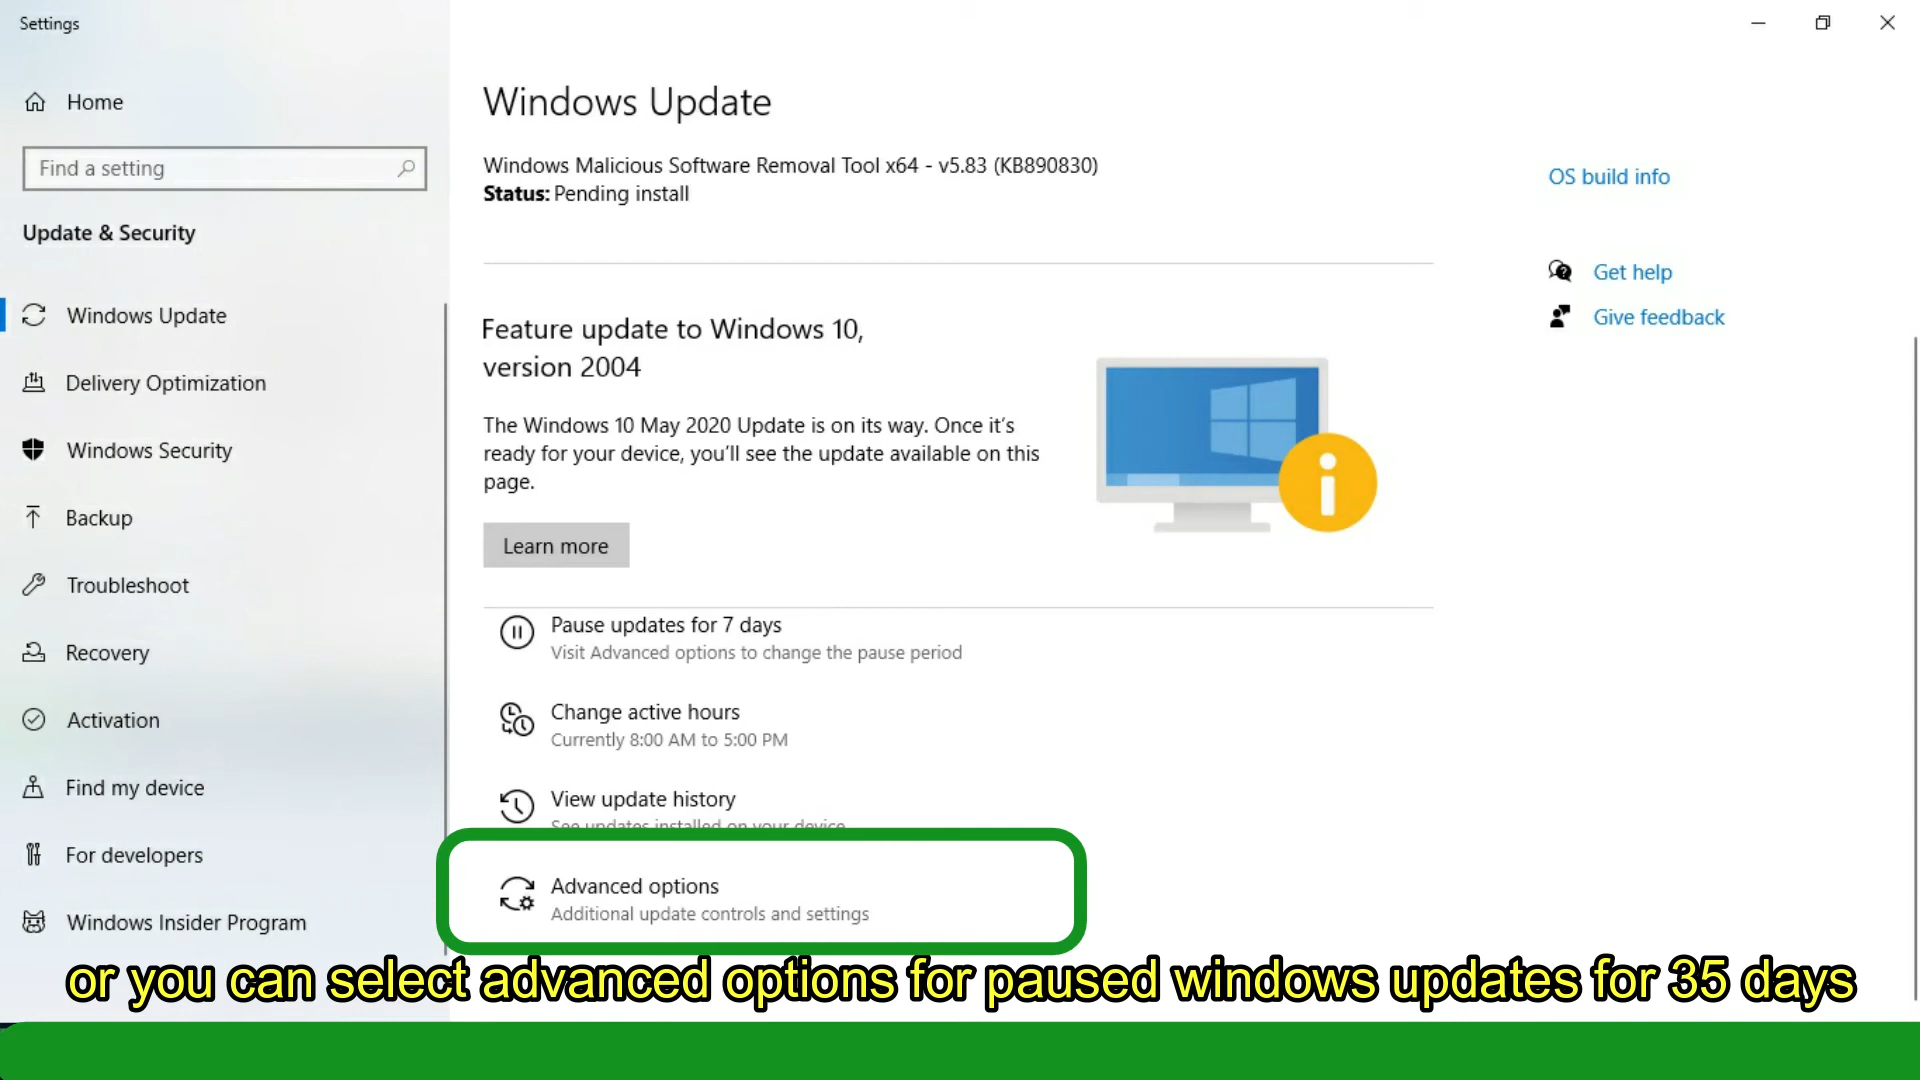 Settings
Home
Find a setting
Update & Security
Windows Update
Delivery Optimization
Windows Security
Backup
Troubleshoot
Recovery
Activation
Find my device
For developers
Windows Insider Program
Windows Update
Windows Malicious Software Removal Tool x64 - v5.83 (KB890830)
Status: Pending install
Feature update to Windows 10,
version 2004
The Windows 10 May 2020 Update is on its way. Once it's
ready for your device, you'll see the update available on this
page.
Learn more
Pause updates for 7 days
Visit Advanced options to change the pause period
Change active hours
Currently 8:00 AM to 5:00 PM
View update history
See updates installed on your device
Advanced options
Additional update controls and settings
OS build info
Get help
Give feedback
or you can select advanced options for paused windows updates for 35 days